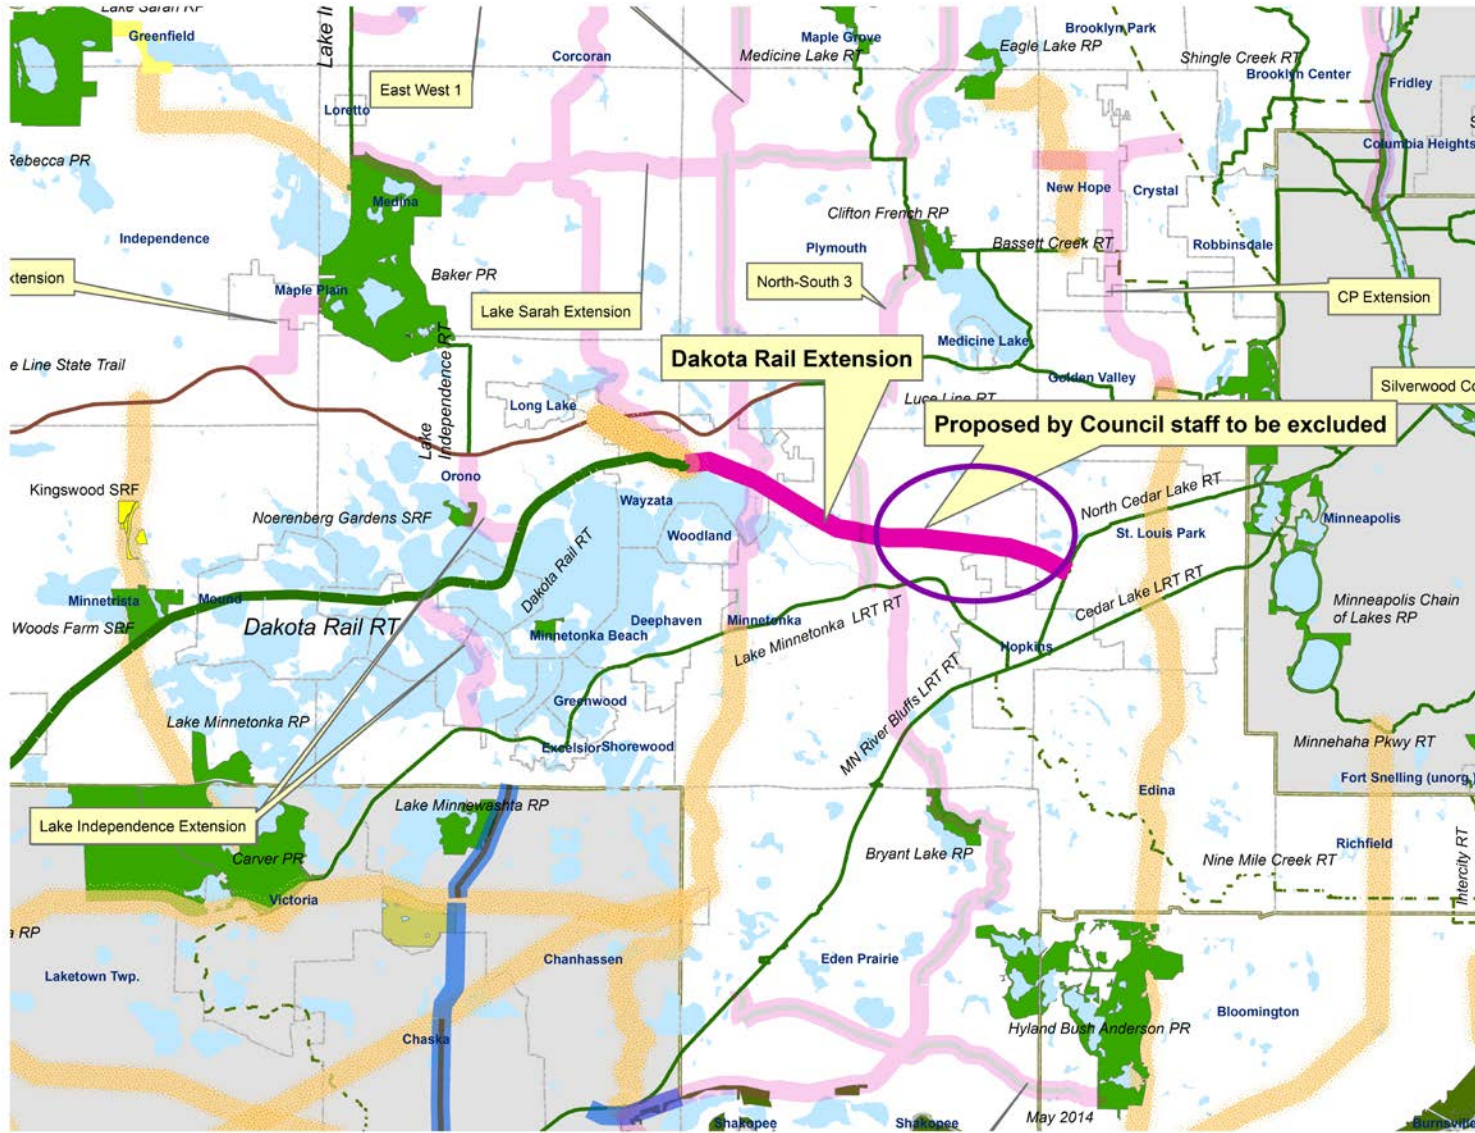 Lake Sarah RP
Greenfield
Corcoran
Maple Grove
Medicine Lake RT
Brooklyn Park
Eagle Lake RP
Shingle Creek RT
Brooklyn Center
Fridley
East West 1
Loretto
Columbia Heights
Rebecca PR
Medina
New Hope
Crystal
Clifton French RP
Independence
Plymouth
Bassett Creek RT
Robbinsdale
Baker PR
xtension
Maple Plain
Lake Sarah Extension
North-South 3
CP Extension
Medicine Lake
Dakota Rail Extension
e Line State Trail
Golden Valley
Silverwood Co
Luce Line RT
Long Lake
Lake
Independence RT
Proposed by Council staff to be excluded
Orono
Kingswood SRF
Wayzata
North Cedar Lake RT
Noerenberg Gardens SRF
Woodland
Minneapolis
St. Louis Park
Dakota Rail RT
Minnetrista
Mound
Cedar Lake LRT RT
Minneapolis Chain
of Lakes RP
Woods Farm SRF
Dakota Rail RT
Deephaven
Minnetonka
Minnetonka Beach
Lake Minnetonka LRT RT
Hopkins
Greenwood
MN River Bluffs LRT RT
Lake Minnetonka RP
Excelsior
Shorewood
Minnehaha Pkwy RT
Fort Snelling (unorg.)
Lake Minnewashta RP
Edina
Lake Independence Extension
Richfield
Carver PR
Bryant Lake RP
Nine Mile Creek RT
Intercity RT
Victoria
a RP
Laketown Twp.
Chanhassen
Eden Prairie
Bloomington
Chaska
Hyland Bush Anderson PR
Shakopee
Shakopee
May 2014
Burnsville